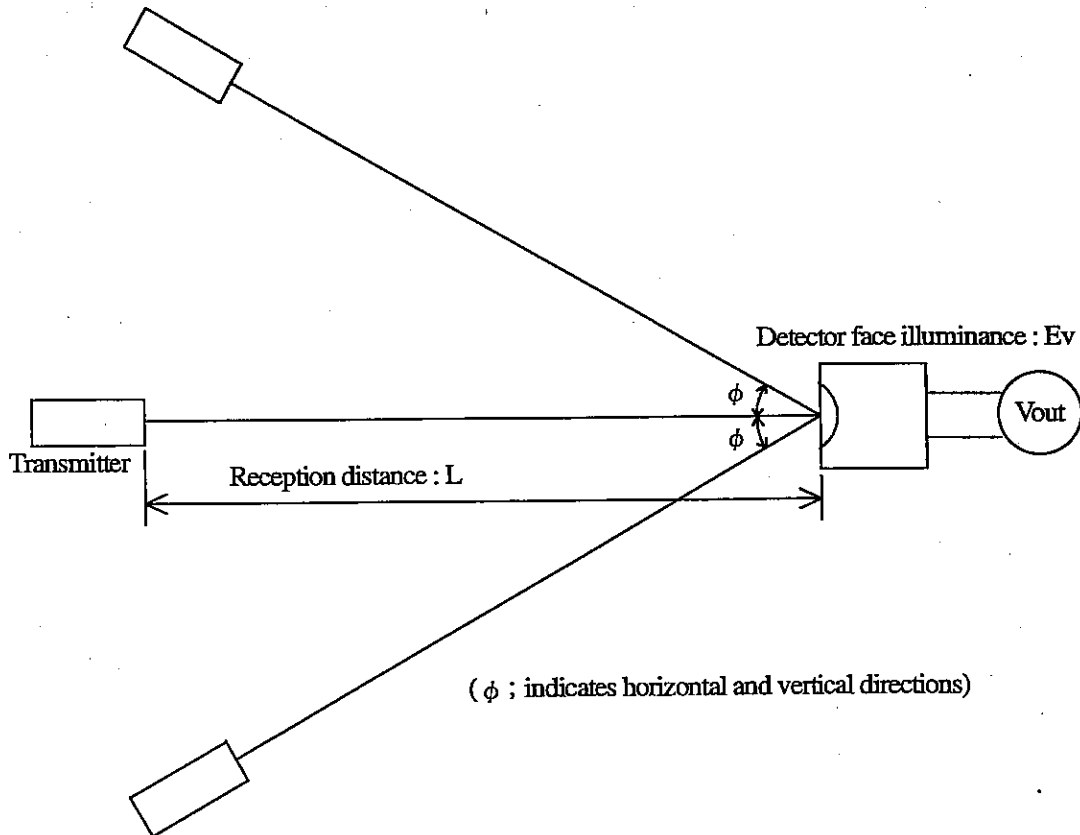 Detector face illuminance : Ev
ϕ
Vout
ϕ
Transmitter
Reception distance : L
( ϕ ; indicates horizontal and vertical directions)